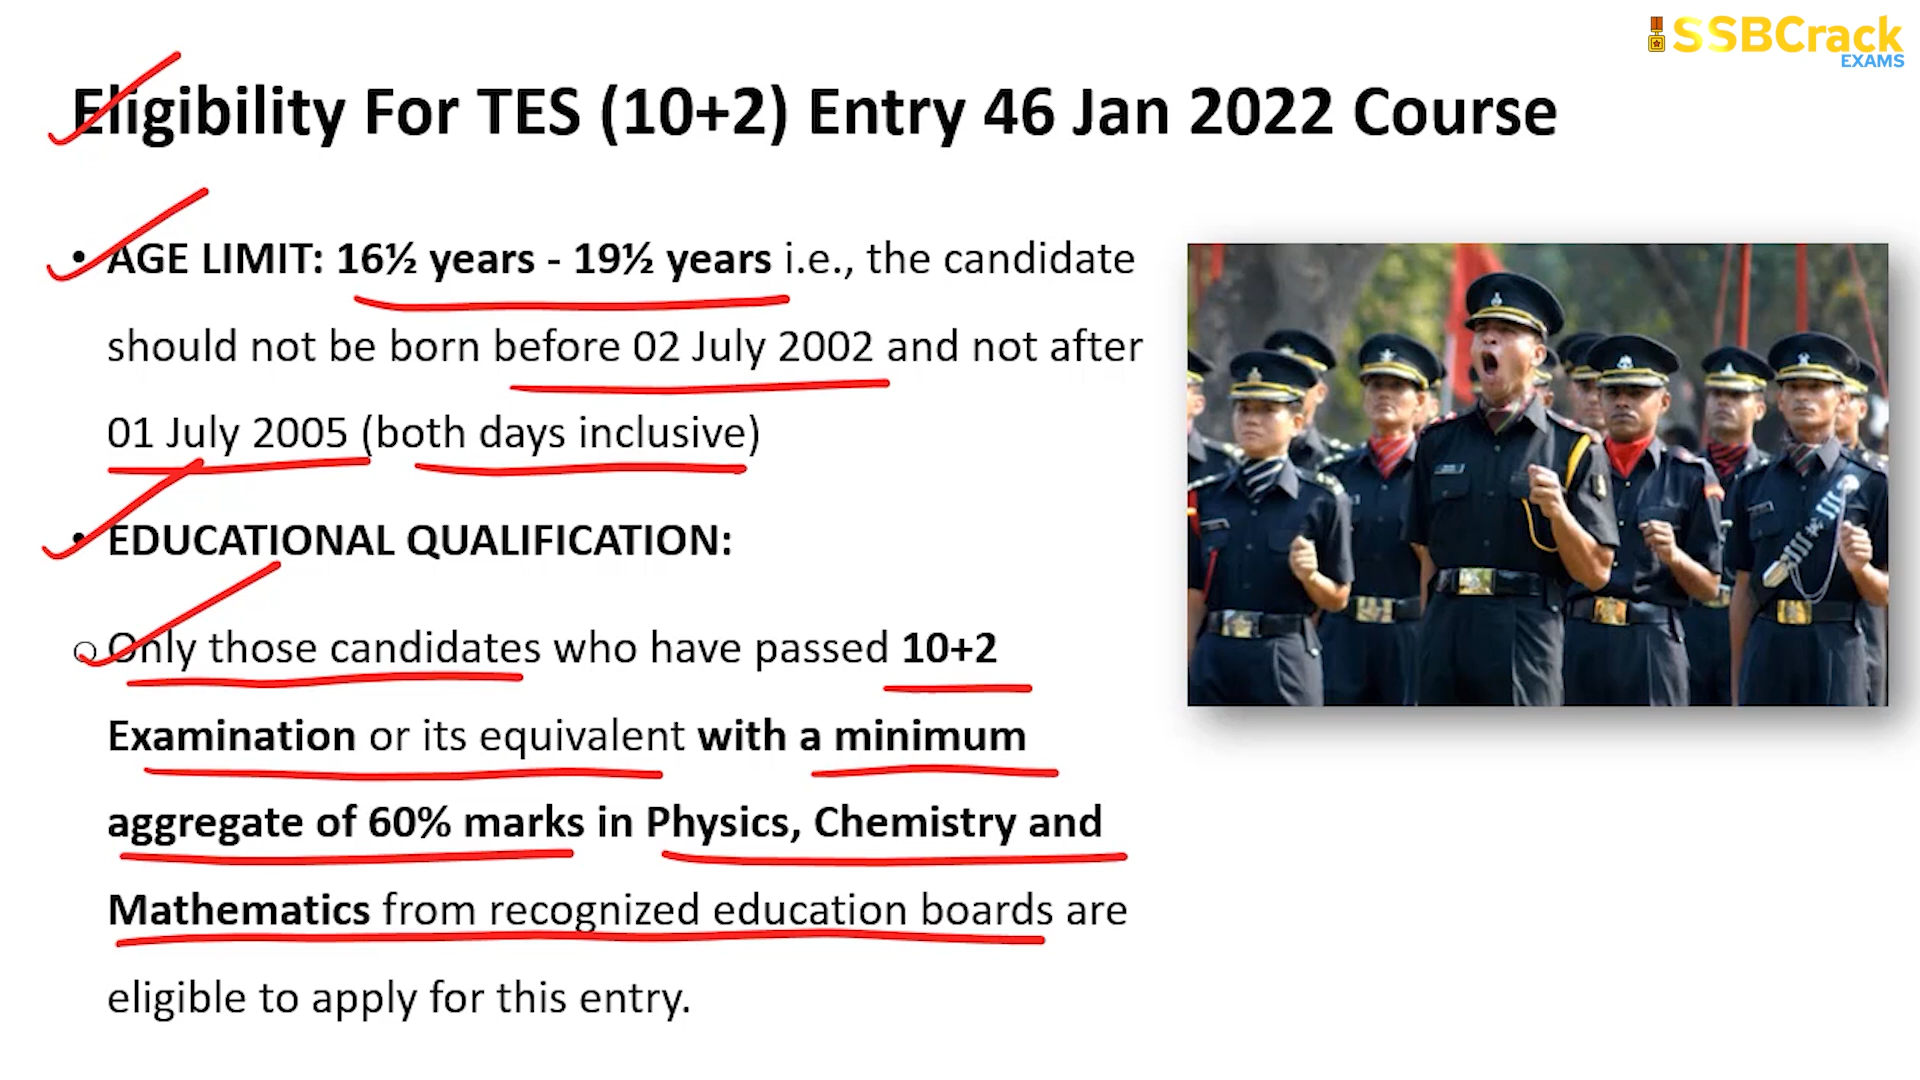 SSBCrack
EXAMS
Eligibility For TES (10+2) Entry 46 Jan 2022 Course
• AGE LIMIT: 16½ years - 19½ years i.e., the candidate
should not be born before 02 July 2002 and not after
01 July 2005 (both days inclusive)
• EDUCATIONAL QUALIFICATION:
o Only those candidates who have passed 10+2
Examination or its equivalent with a minimum
aggregate of 60% marks in Physics, Chemistry and
Mathematics from recognized education boards are
eligible to apply for this entry.